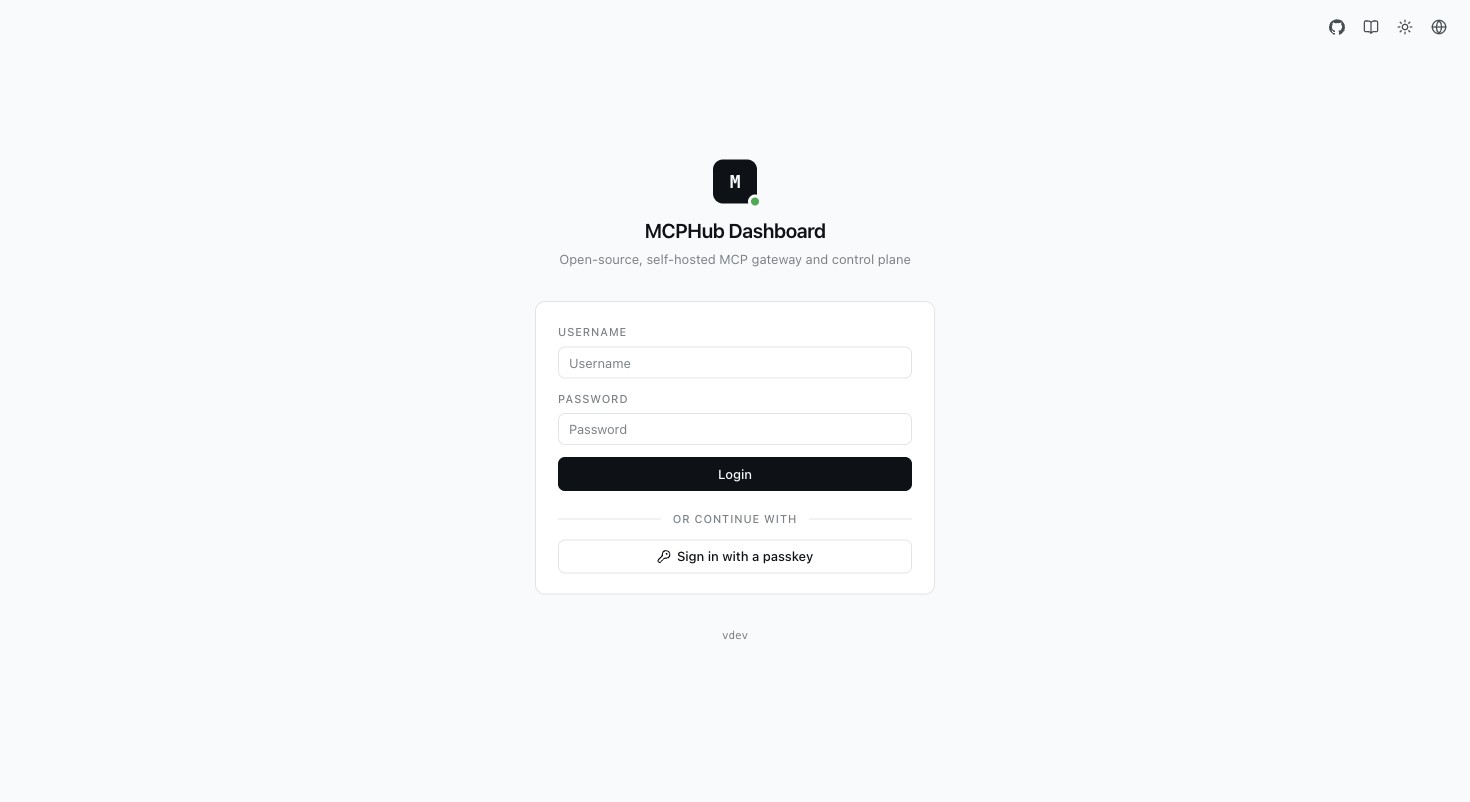 M
MCPHub Dashboard
Open-source, self-hosted MCP gateway and control plane
USERNAME
Username
PASSWORD
Password
Login
OR CONTINUE WITH
Sign in with a passkey
vdev